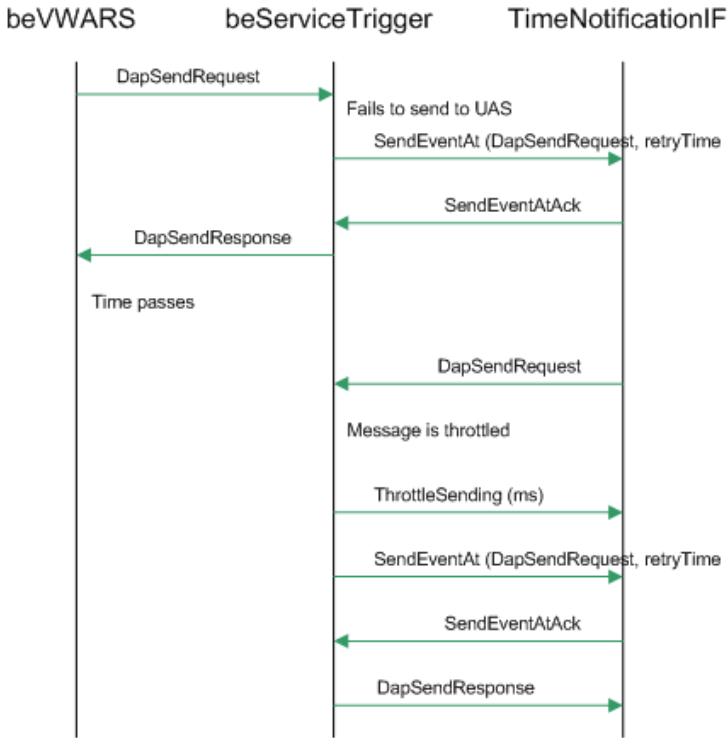 beVWARS beServiceTrigger TimeNotificationIF
DapSendRequest
Fails to send to UAS
SendEventAt (DapSendRequest, retryTime
SendEventAtAck
DapSendResponse
Time passes
DapSendRequest
Message is throttled
ThrottleSending (ms)
SendEventAt (DapSendRequest, retryTime
SendEventAtAck
DapSendResponse